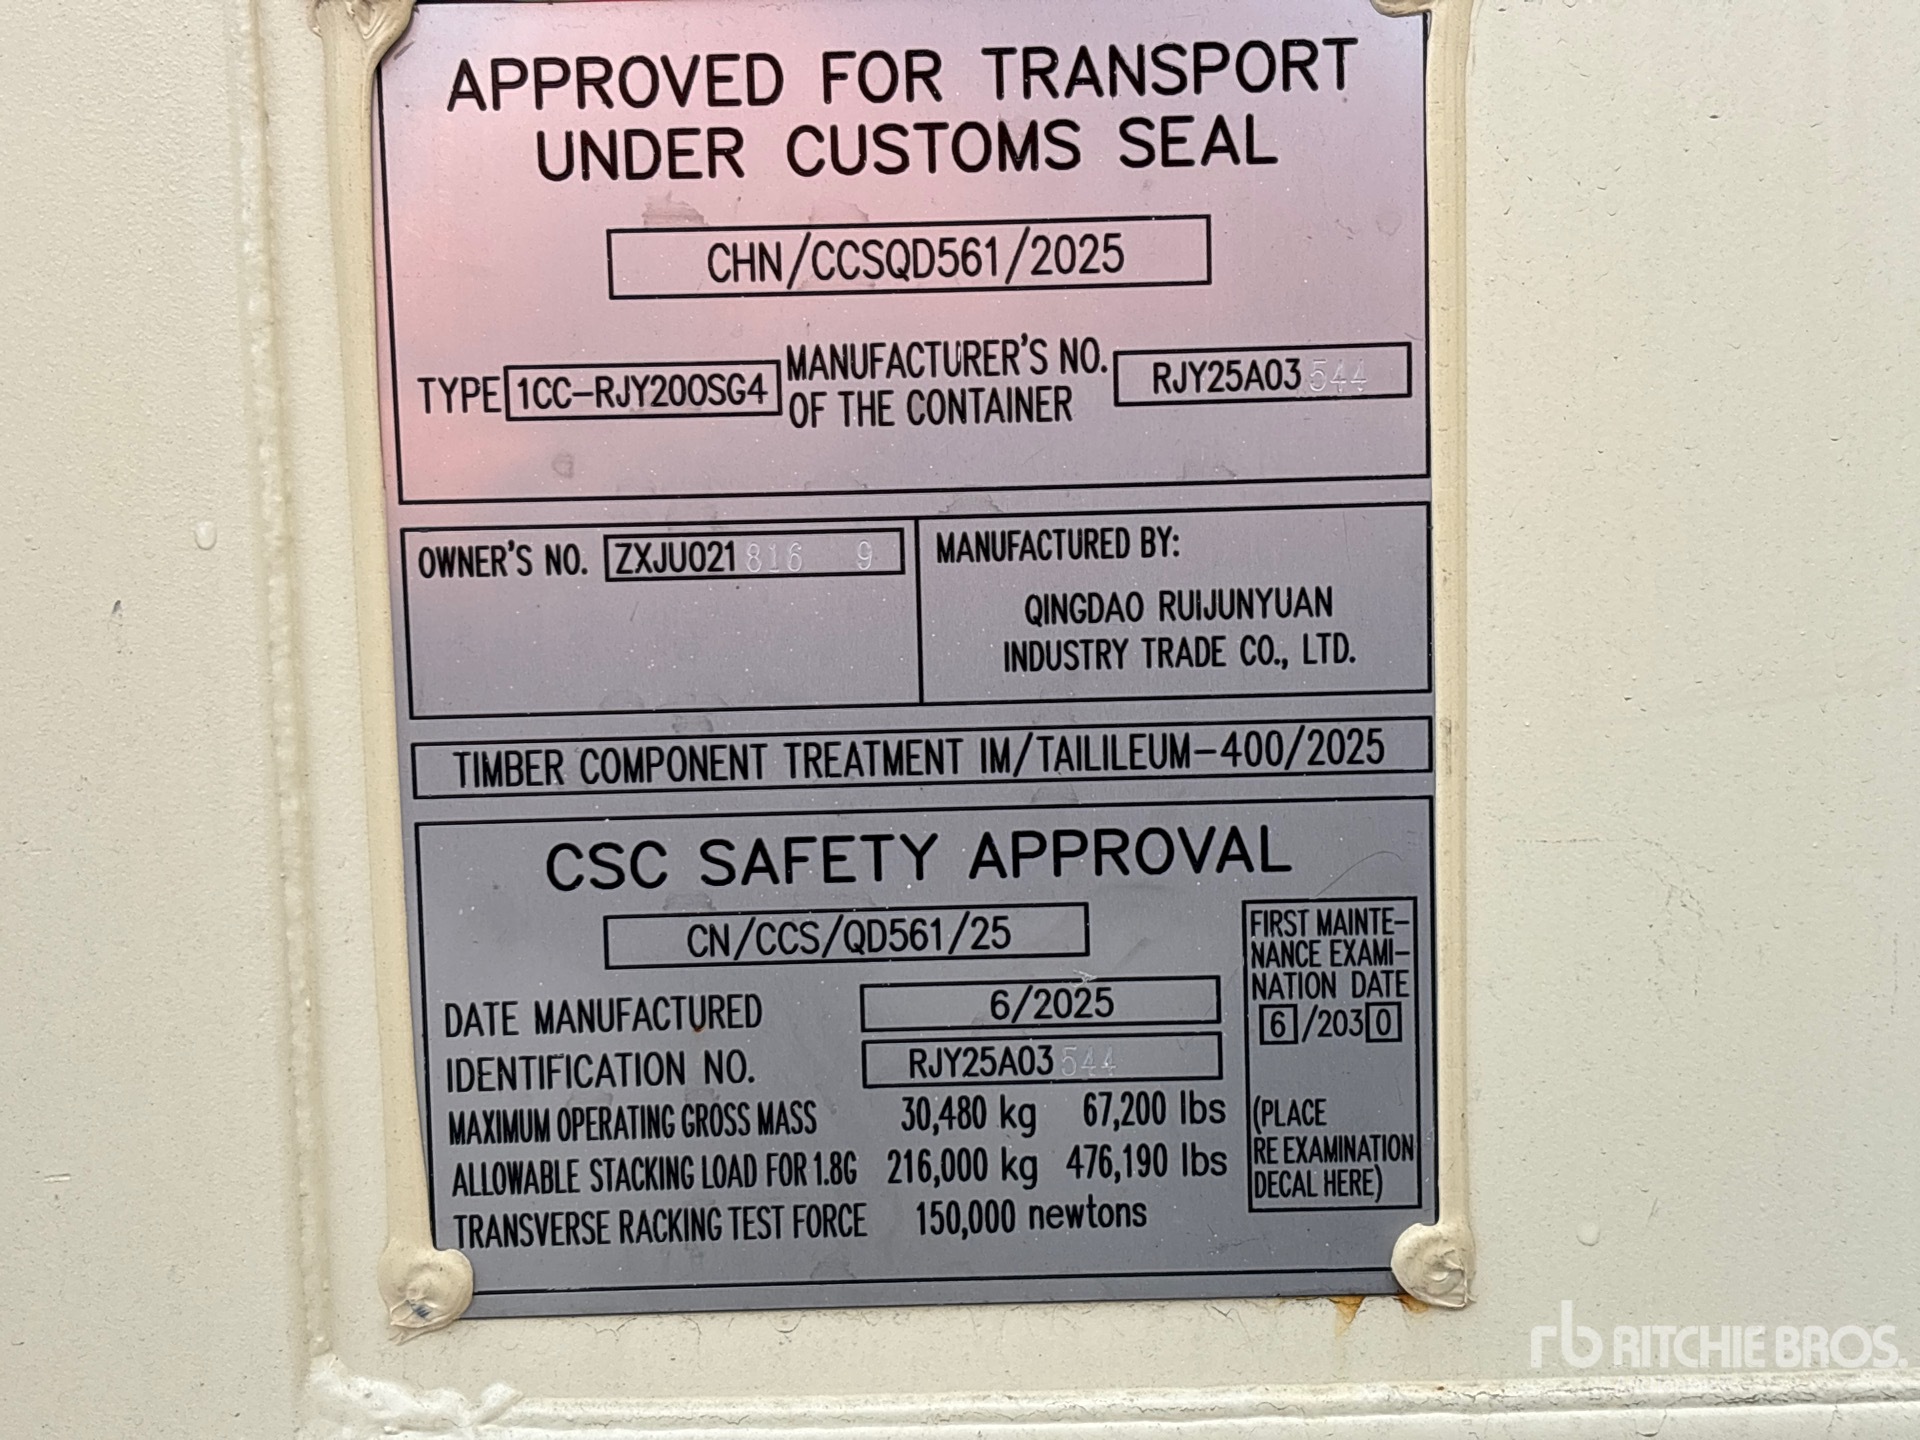 APPROVED FOR TRANSPORT
UNDER CUSTOMS SEAL
CHN/CCSQD561/2025
TYPE 1CC-RJY200SG4 MANUFACTURER'S NO. OF THE CONTAINER RJY25A03544
OWNER'S NO. ZXJU021816 9
MANUFACTURED BY:
QINGDAO RUIJUNYUAN
INDUSTRY TRADE CO., LTD.
TIMBER COMPONENT TREATMENT IM/TAILILEUM-400/2025
CSC SAFETY APPROVAL
CN/CCS/QD561/25
DATE MANUFACTURED 6/2025
IDENTIFICATION NO. RJY25A03544
MAXIMUM OPERATING GROSS MASS 30,480 kg 67,200 lbs
ALLOWABLE STACKING LOAD FOR 1.8G 216,000 kg 476,190 lbs
TRANSVERSE RACKING TEST FORCE 150,000 newtons
FIRST MAINTE-
NANCE EXAMI-
NATION DATE
6/2030
(PLACE
RE EXAMINATION
DECAL HERE)
rb RITCHIE BROS.